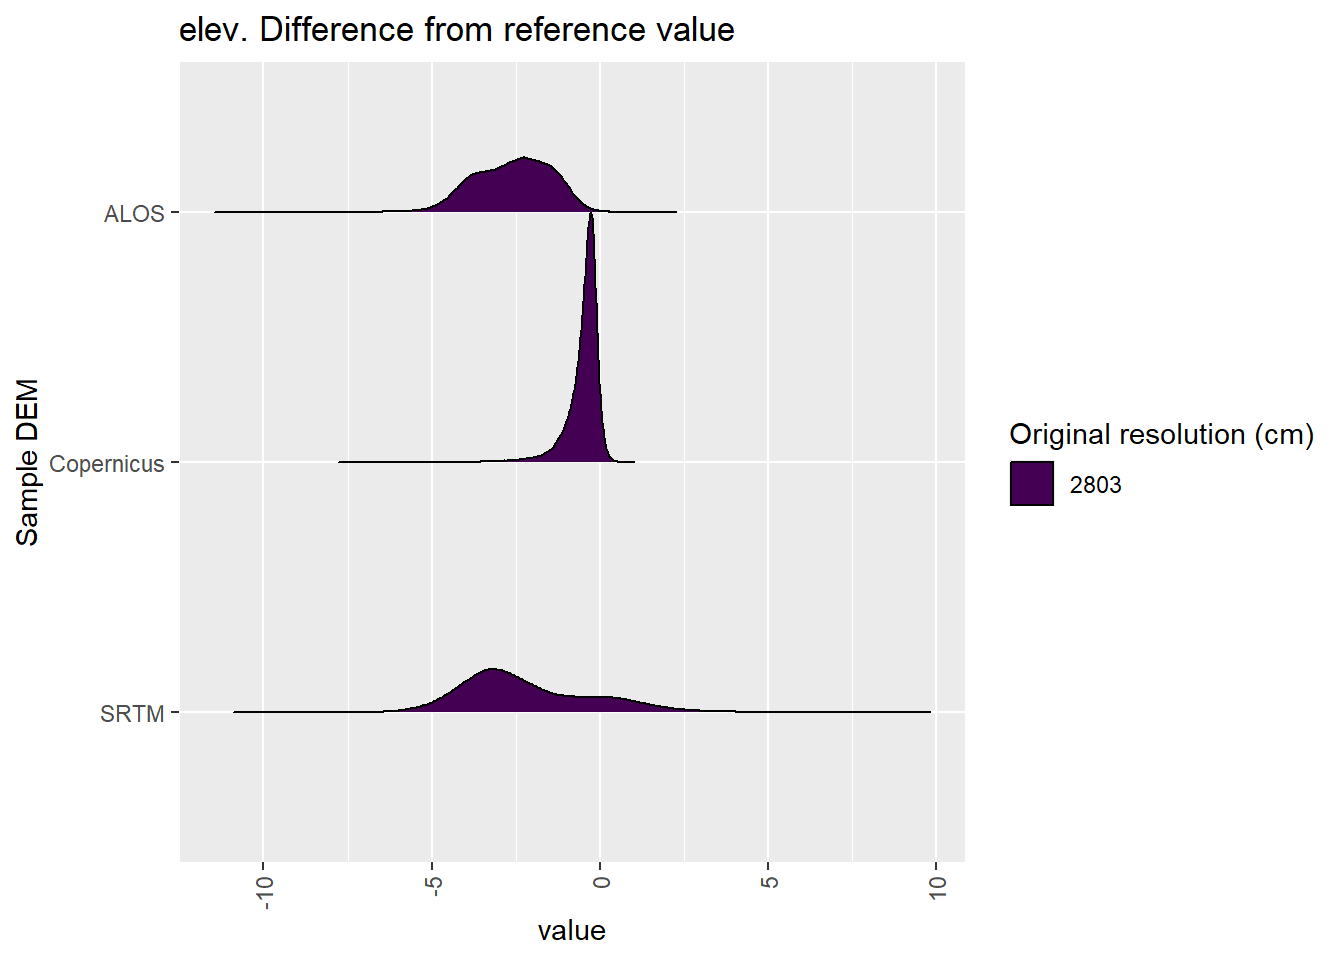 elev. Difference from reference value
Sample DEM
ALOS
Copernicus
SRTM
-10
-5
0
5
10
value
Original resolution (cm)
2803